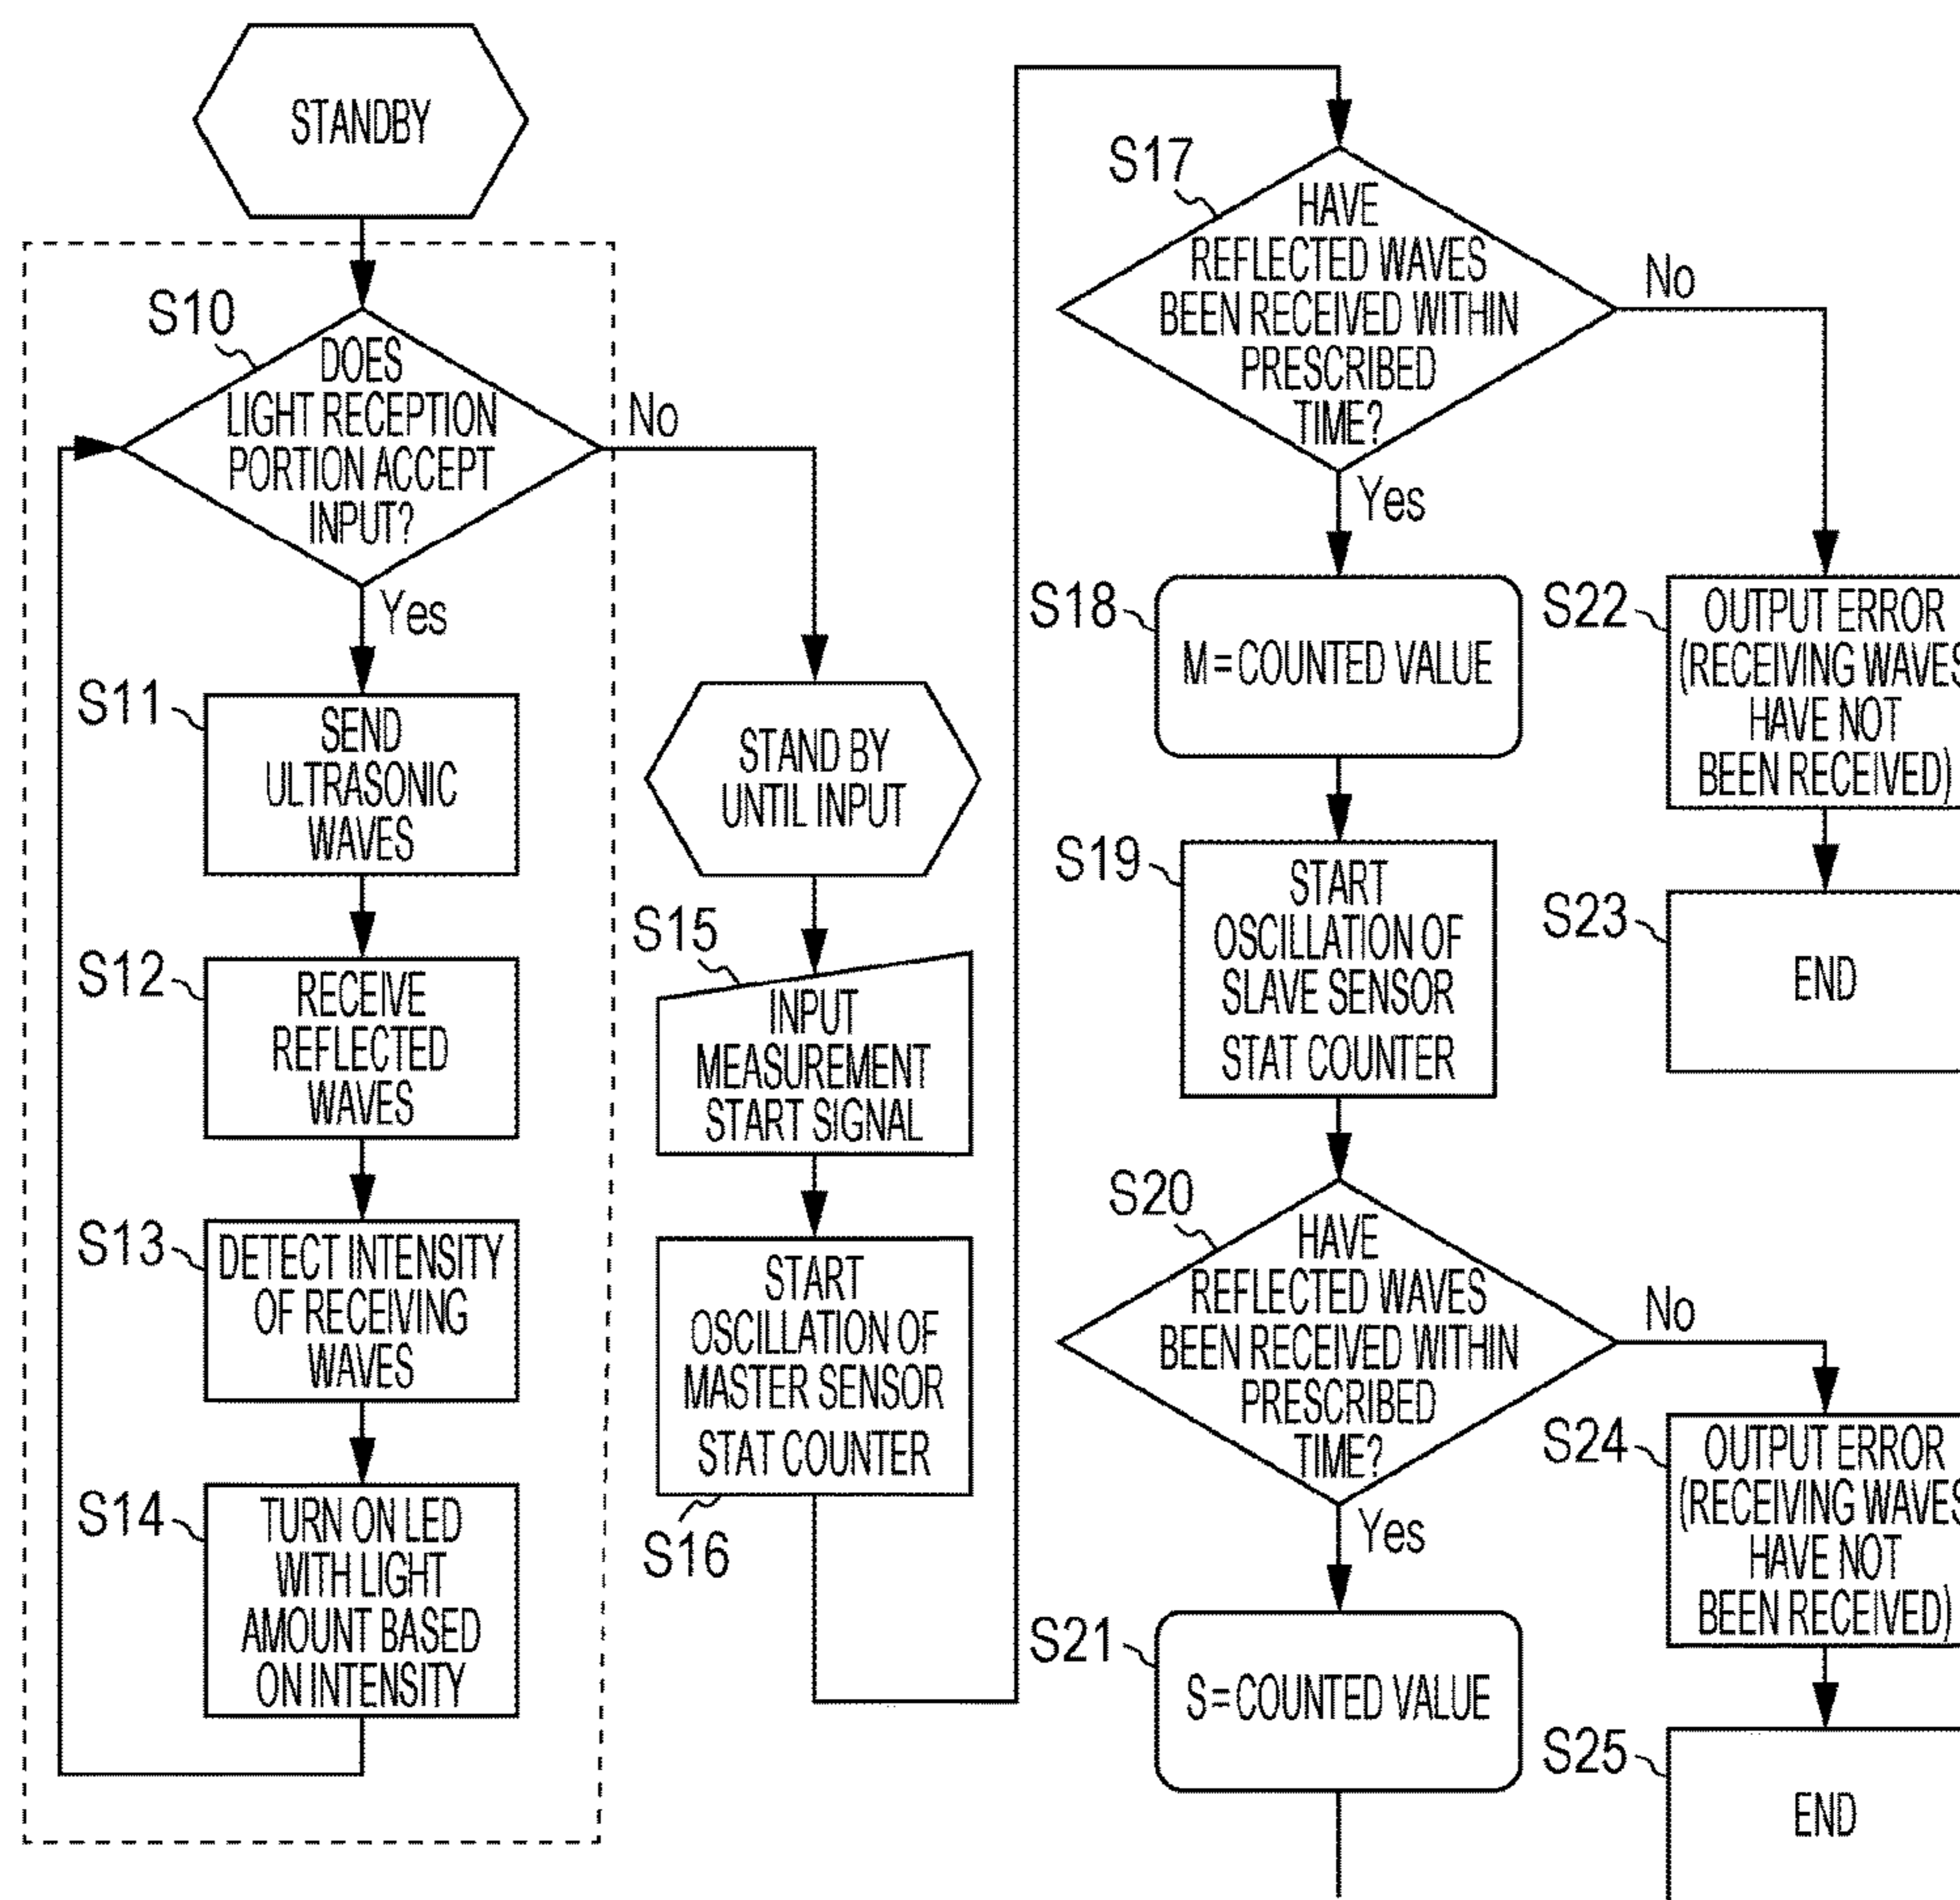 STANDBY
S10
DOES
LIGHT RECEPTION
PORTION ACCEPT
INPUT?
No
Yes
S11
SEND
ULTRASONIC
WAVES
S12
RECEIVE
REFLECTED
WAVES
S13
DETECT INTENSITY
OF RECEIVING
WAVES
S14
TURN ON LED
WITH LIGHT
AMOUNT BASED
ON INTENSITY
STAND BY
UNTIL INPUT
S15
INPUT
MEASUREMENT
START SIGNAL
START
OSCILLATION OF
MASTER SENSOR
STAT COUNTER
S16
S17
HAVE
REFLECTED WAVES
BEEN RECEIVED WITHIN
PRESCRIBED
TIME?
No
Yes
S18
M = COUNTED VALUE
S19
START
OSCILLATION OF
SLAVE SENSOR
STAT COUNTER
S20
HAVE
REFLECTED WAVES
BEEN RECEIVED WITHIN
PRESCRIBED
TIME?
No
Yes
S21
S = COUNTED VALUE
S22
OUTPUT ERROR
(RECEIVING WAVES
HAVE NOT
BEEN RECEIVED)
S23
END
S24
OUTPUT ERROR
(RECEIVING WAVES
HAVE NOT
BEEN RECEIVED)
S25
END